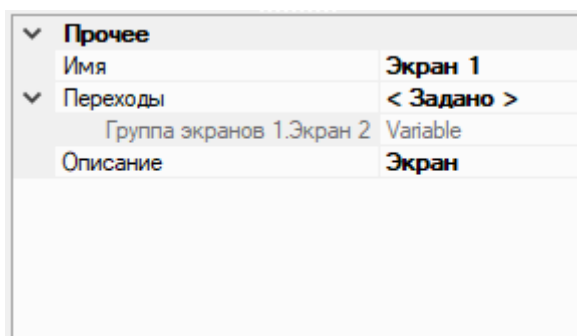 Прочее
Имя Экран 1
Переходы < Задано >
Группа экранов 1.Экран 2 Variable
Описание Экран